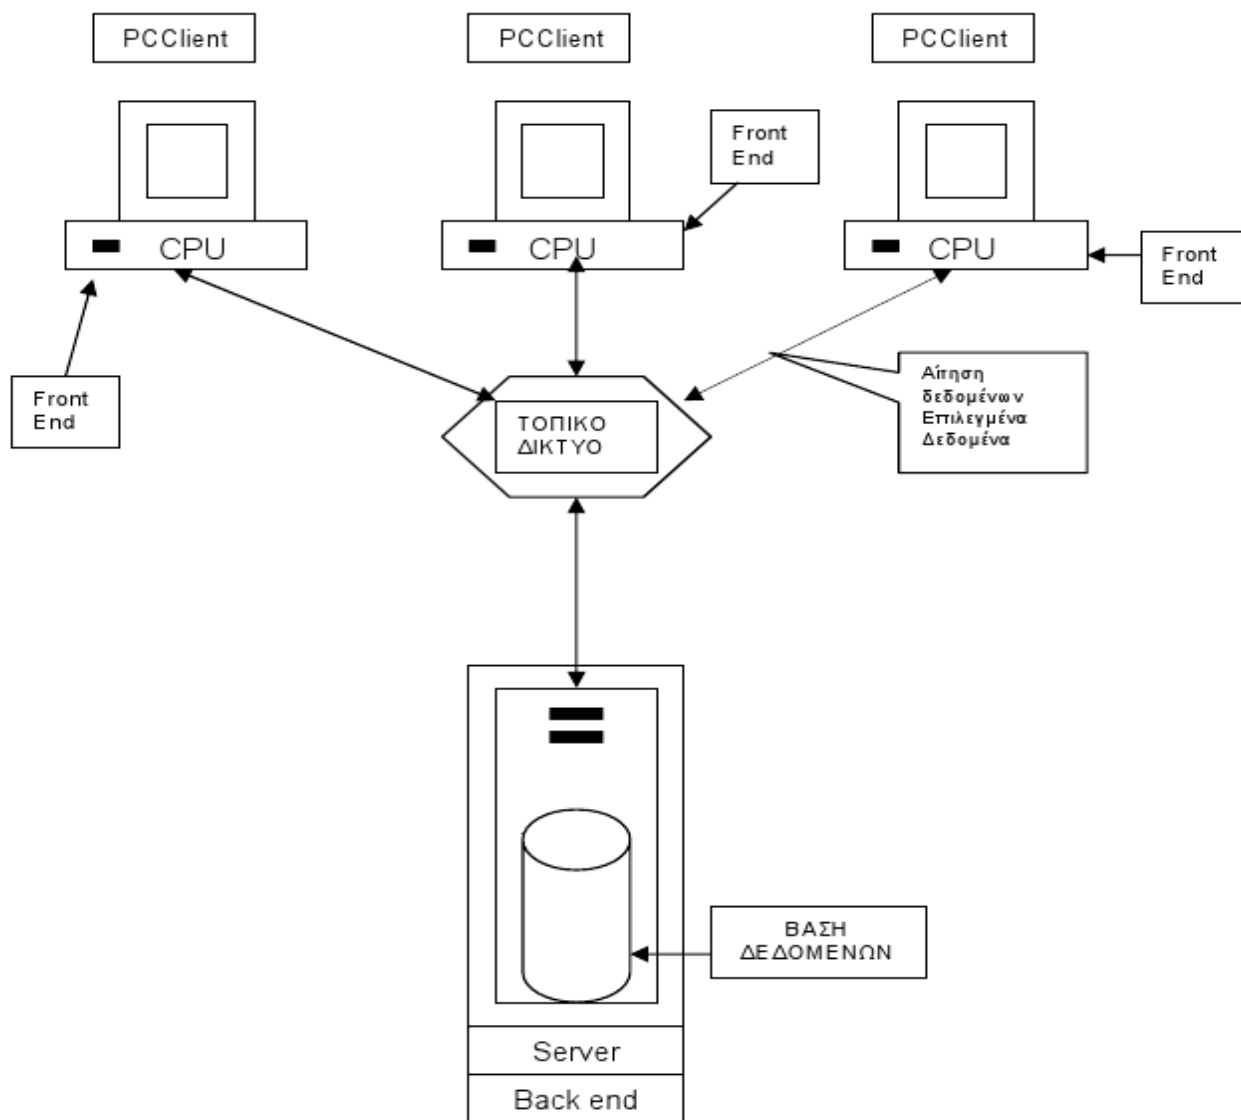 PCClient
PCClient
PCClient
Front
End
CPU
CPU
CPU
Front
End
Front
End
ΤΟΠΙΚΟ
ΔΙΚΤΥΟ
Αίτηση
δεδομένων
Επιλεγμένα
Δεδομένα
ΒΑΣΗ
ΔΕΔΟΜΕΝΩΝ
Server
Back end